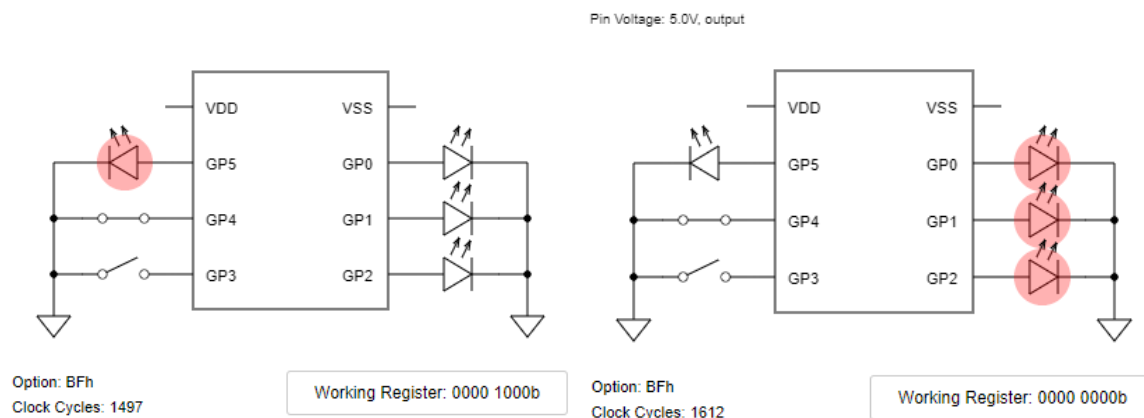 Pin Voltage: 5.0V, output
VDD
VSS
GP5
GP0
GP4
GP1
GP3
GP2
Option: BFh
Clock Cycles: 1497
Working Register: 0000 1000b
VDD
VSS
GP5
GP0
GP4
GP1
GP3
GP2
Option: BFh
Clock Cycles: 1612
Working Register: 0000 0000b